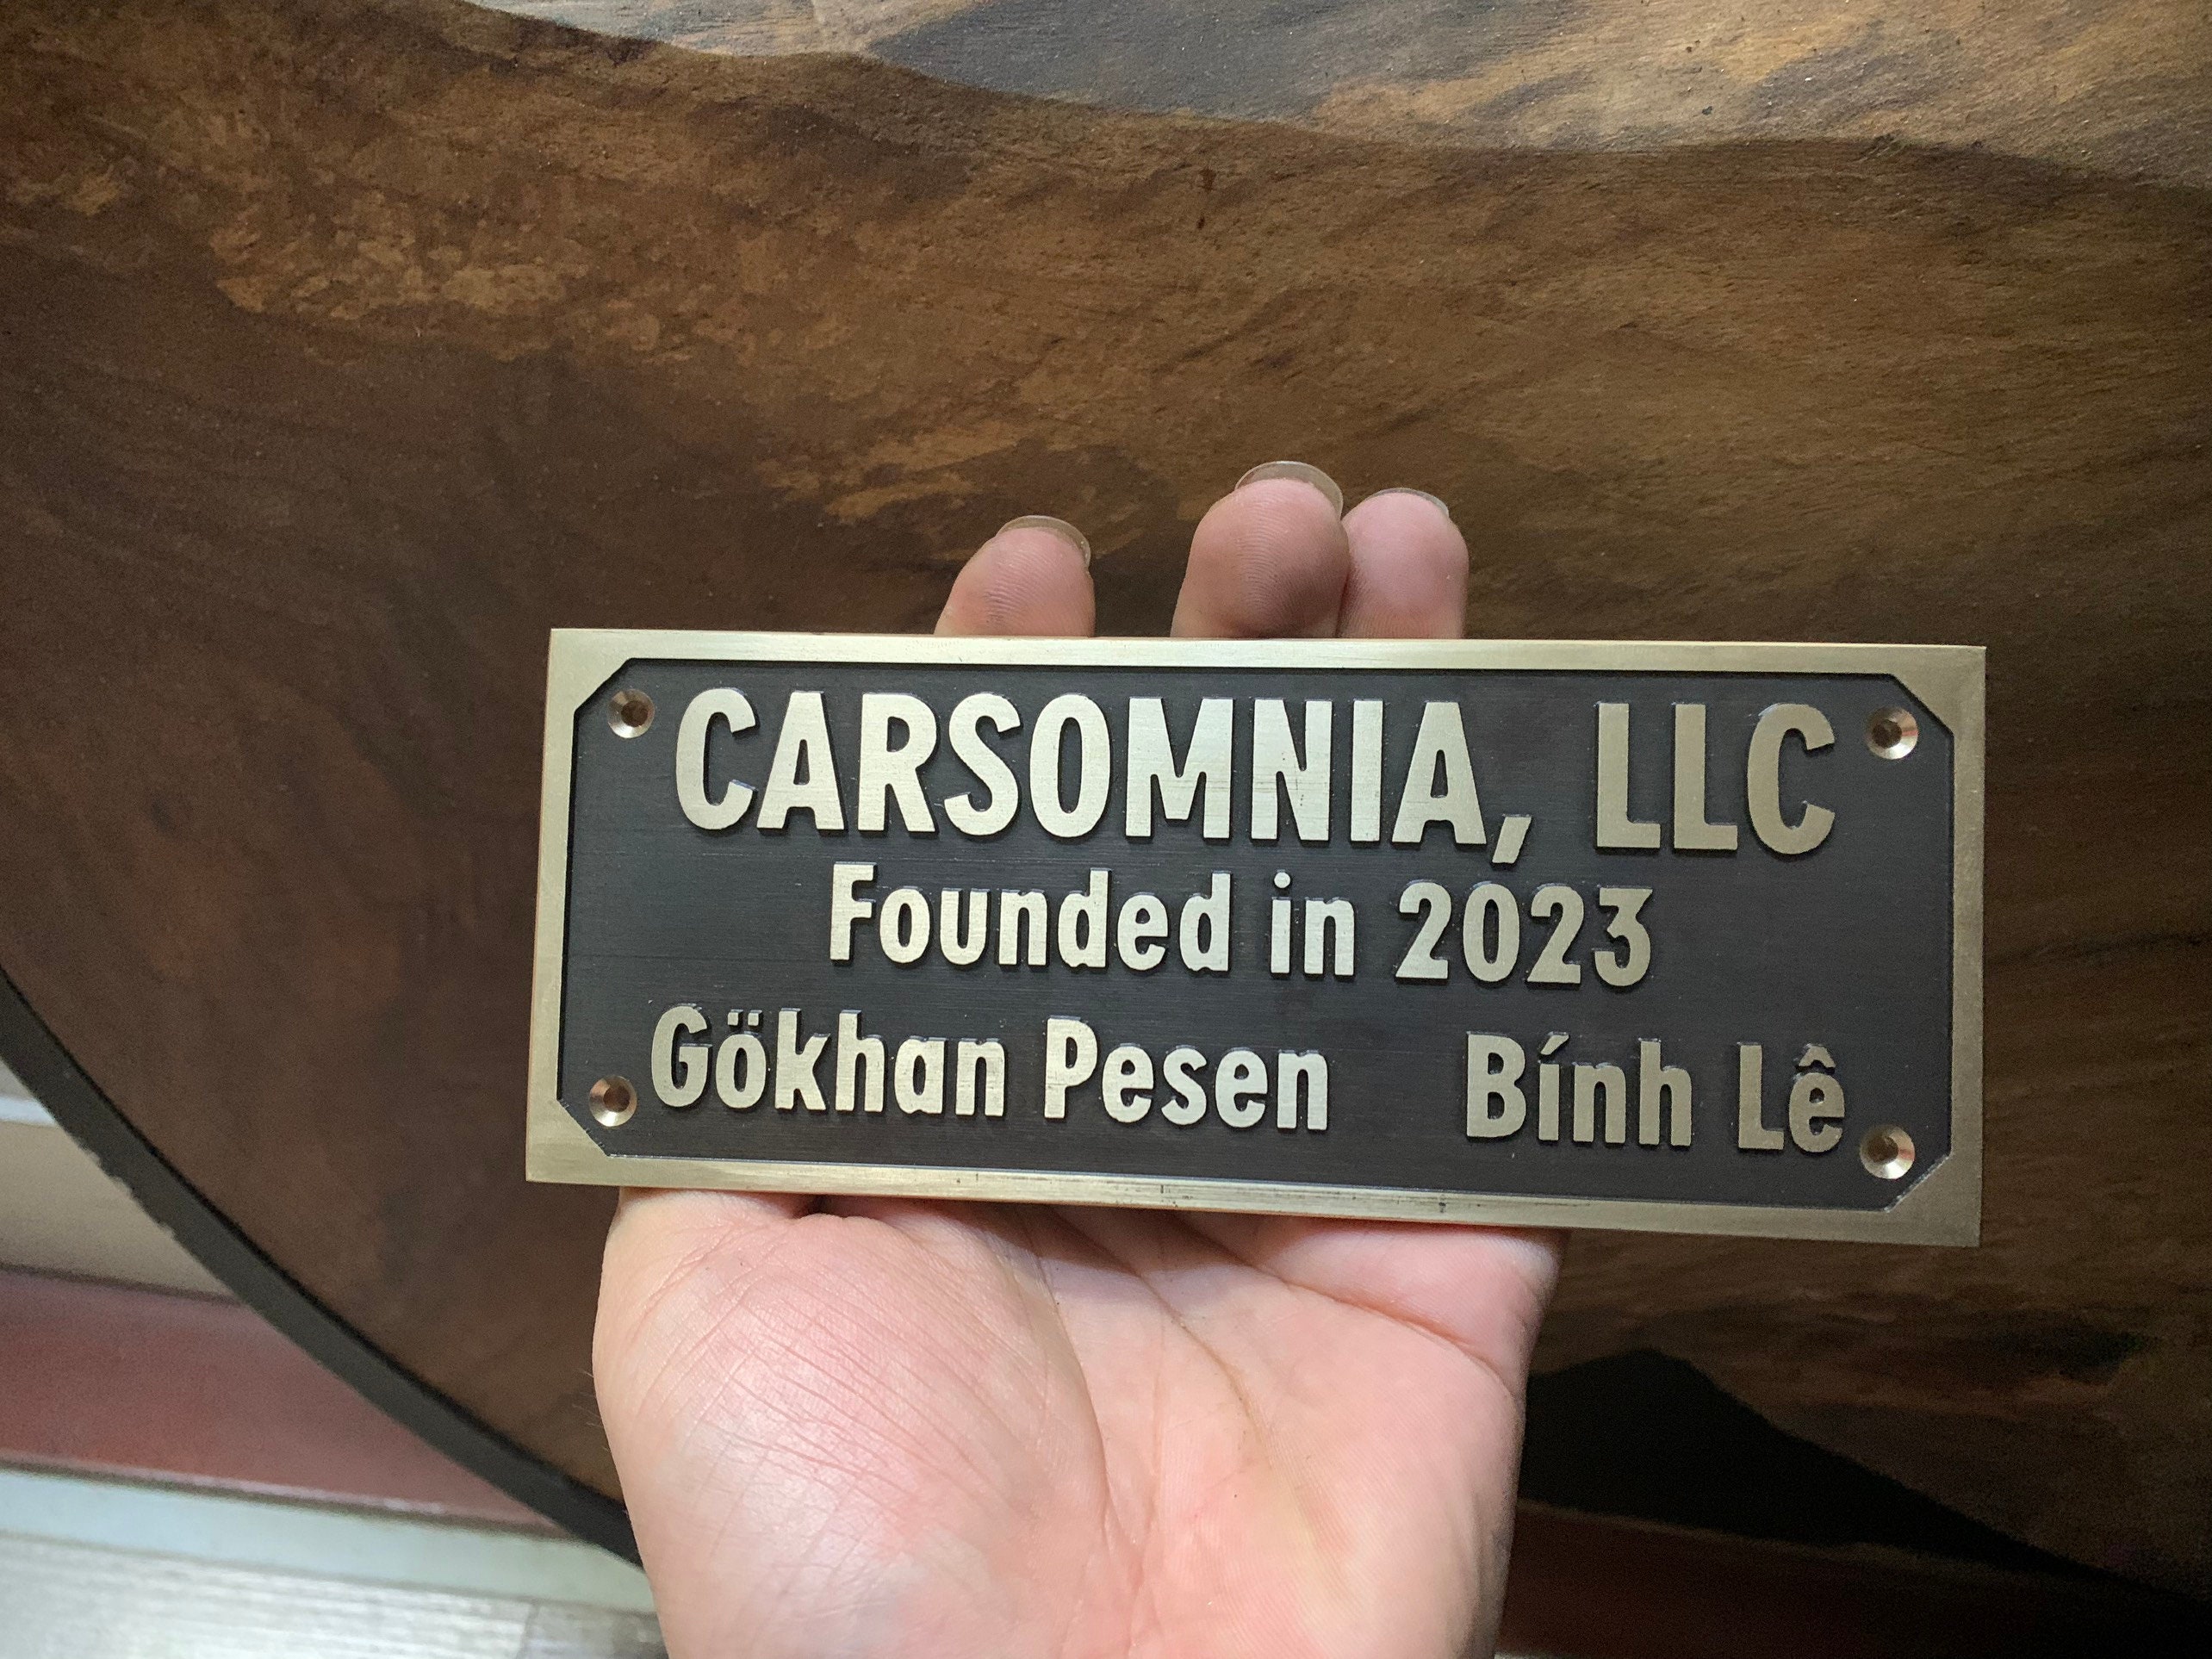 CARSOMNIA, LLC
Founded in 2023
Gökhan Pesen Bính Lê